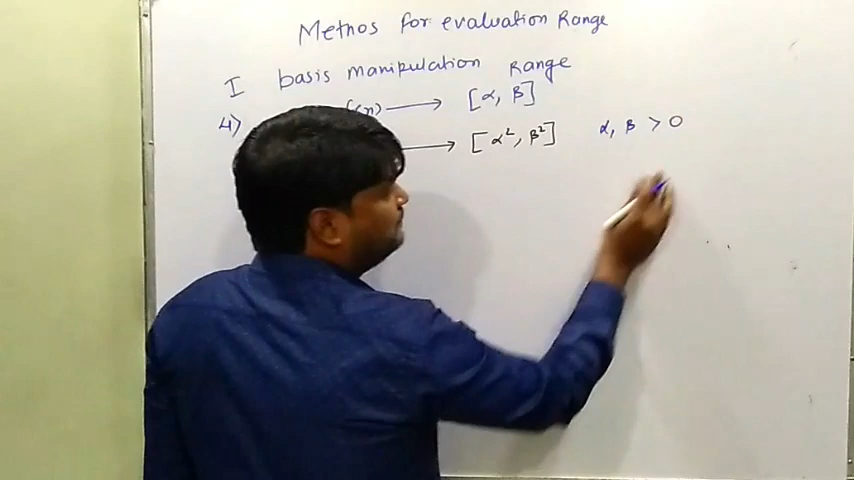 Methos for evaluation Range
I basis manipulation Range
4) (x) → [α, β]
→ [α², β²] α, β > 0